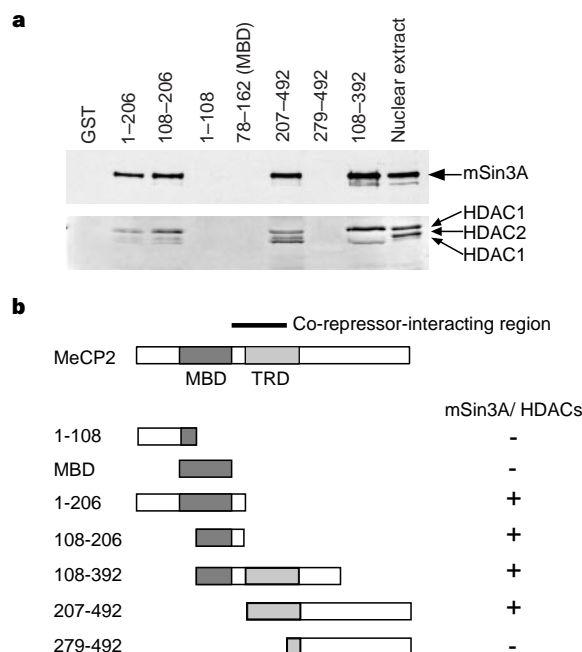 a
GST
1–206
108–206
1–108
78–162 (MBD)
207–492
279–492
108–392
Nuclear extract
mSin3A
HDAC1
HDAC2
HDAC1
b
Co-repressor-interacting region
MeCP2
MBD TRD
mSin3A/ HDACs
1-108 -
MBD -
1-206 +
108-206 +
108-392 +
207-492 +
279-492 -